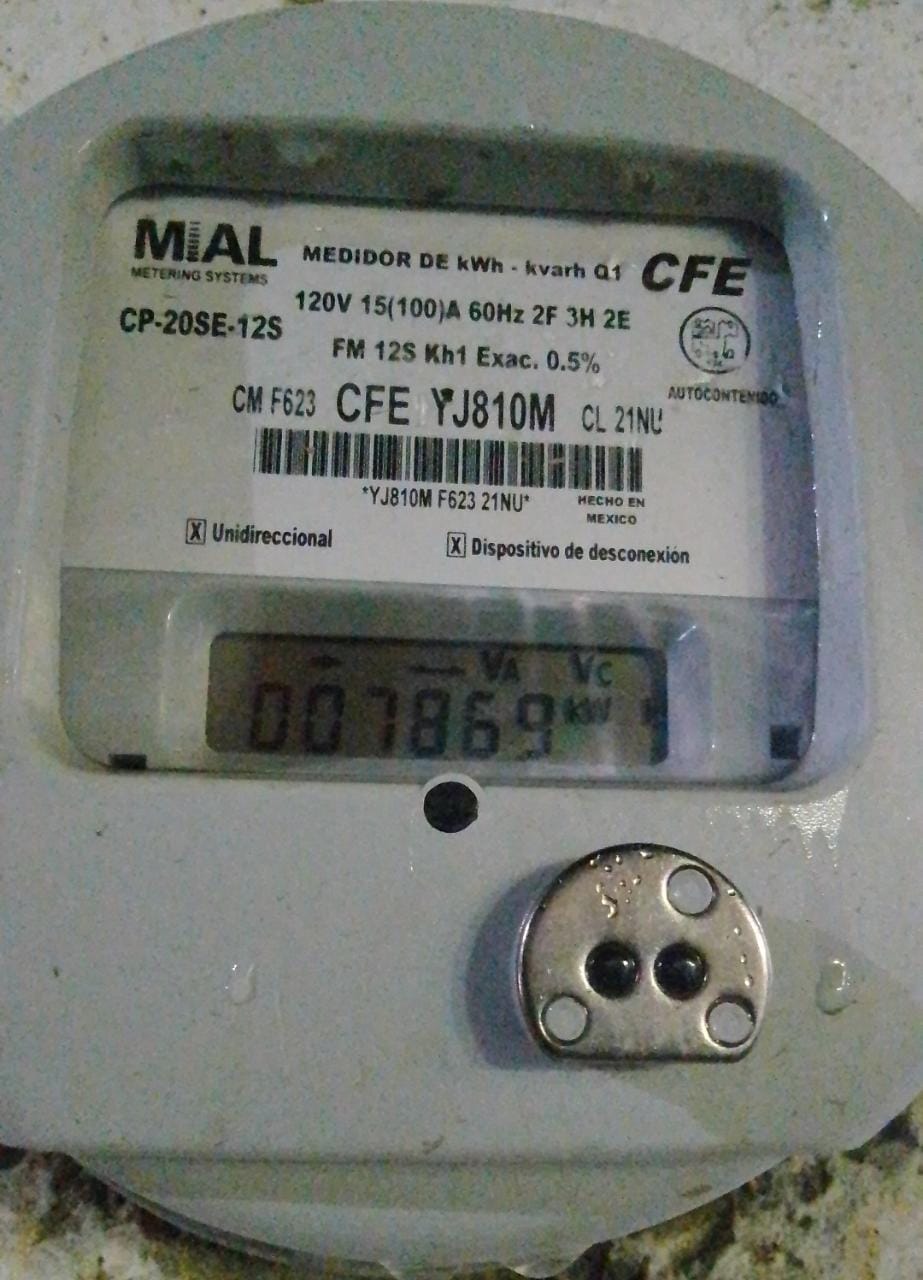 MIAL
METERING SYSTEMS
MEDIDOR DE kWh - kvarh Q1
CFE
CP-20SE-12S
120V 15(100)A 60Hz 2F 3H 2E
FM 12S Kh1 Exac. 0.5%
AUTOCONTENIDO
CM F623 CFE YJ810M CL 21NU
*YJ810M F623 21NU*
HECHO EN
MEXICO
X Unidireccional
X Dispositivo de desconexión
VA VC
007869 kW